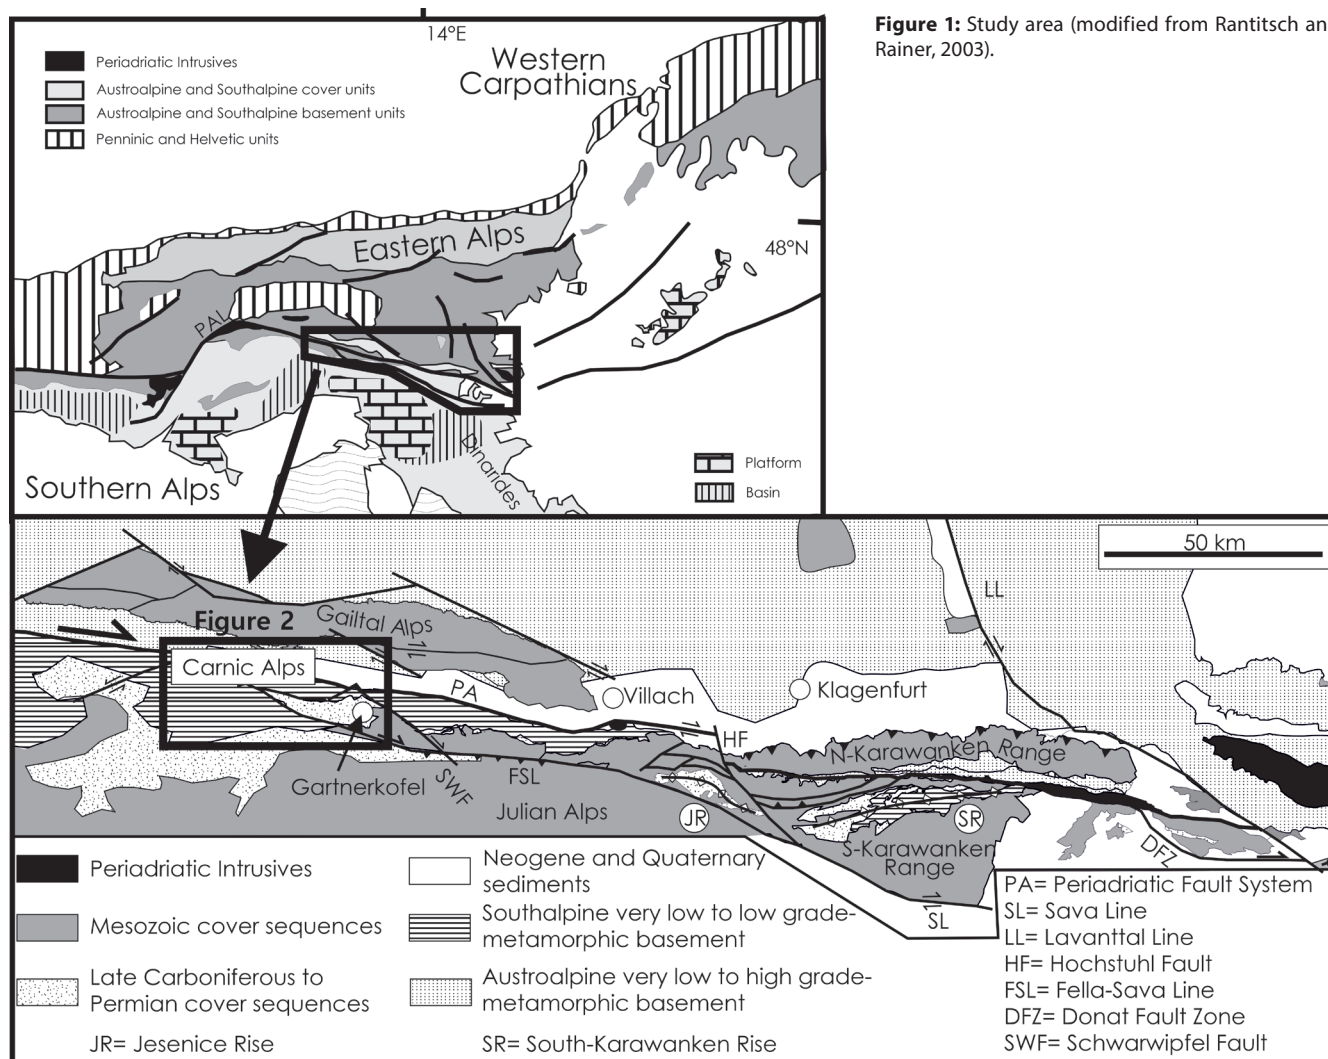 Figure 1: Study area (modified from Rantitsch an
Rainer, 2003).
14°E
Periadriatic Intrusives
Austroalpine and Southalpine cover units
Austroalpine and Southalpine basement units
Penninic and Helvetic units
Western
Carpathians
Eastern Alps
48°N
PAL
Dinarides
Southern Alps
Platform
Basin
50 km
LL
Figure 2
Gailtal Alps
Carnic Alps
PA
Villach
Klagenfurt
HF
N-Karawanken Range
Gartnerkofel
SWF
FSL
Julian Alps
JR
SR
S-Karawanken
Range
DFZ
SL
Periadriatic Intrusives
Mesozoic cover sequences
Late Carboniferous to
Permian cover sequences
JR= Jesenice Rise
Neogene and Quaternary
sediments
Southalpine very low to low grade-
metamorphic basement
Austroalpine very low to high grade-
metamorphic basement
SR= South-Karawanken Rise
PA= Periadriatic Fault System
SL= Sava Line
LL= Lavanttal Line
HF= Hochstuhl Fault
FSL= Fella-Sava Line
DFZ= Donat Fault Zone
SWF= Schwarwipfel Fault